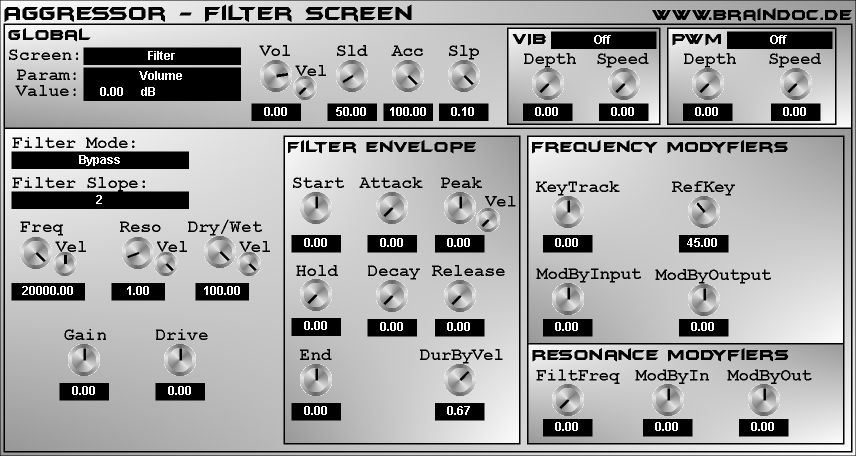 AGGRESSOR - FILTER SCREEN
WWW.BRAINDOC.DE
GLOBAL
Screen: Filter
Param: Volume
Value: 0.00 dB
Vol Vel Sld Acc Slp
0.00 50.00 100.00 0.10
VIB Off
Depth Speed
0.00 0.00
PWM Off
Depth Speed
0.00 0.00
Filter Mode:
Bypass
Filter Slope:
2
Freq Vel Reso Vel Dry/Wet Vel
20000.00 1.00 100.00
Gain Drive
0.00 0.00
FILTER ENVELOPE
Start Attack Peak Vel
0.00 0.00 0.00
Hold Decay Release
0.00 0.00 0.00
End DurByVel
0.00 0.67
FREQUENCY MODYFIERS
KeyTrack RefKey
0.00 45.00
ModByInput ModByOutput
0.00 0.00
RESONANCE MODYFIERS
FiltFreq ModByIn ModByOut
0.00 0.00 0.00